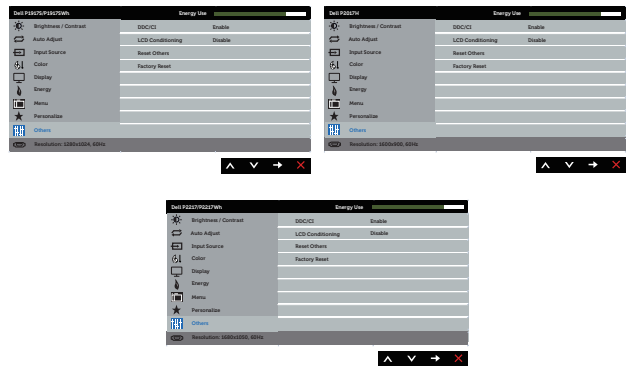 Dell P1917S/P1917SWh Energy Use
Brightness / Contrast DDC/CI Enable
Auto Adjust LCD Conditioning Disable
Input Source Reset Others
Color Factory Reset
Display
Energy
Menu
Personalize
Others
Resolution: 1280x1024, 60Hz
Dell P2017H Energy Use
Brightness / Contrast DDC/CI Enable
Auto Adjust LCD Conditioning Disable
Input Source Reset Others
Color Factory Reset
Display
Energy
Menu
Personalize
Others
Resolution: 1600x900, 60Hz
Dell P2217/P2217Wh Energy Use
Brightness / Contrast DDC/CI Enable
Auto Adjust LCD Conditioning Disable
Input Source Reset Others
Color Factory Reset
Display
Energy
Menu
Personalize
Others
Resolution: 1680x1050, 60Hz